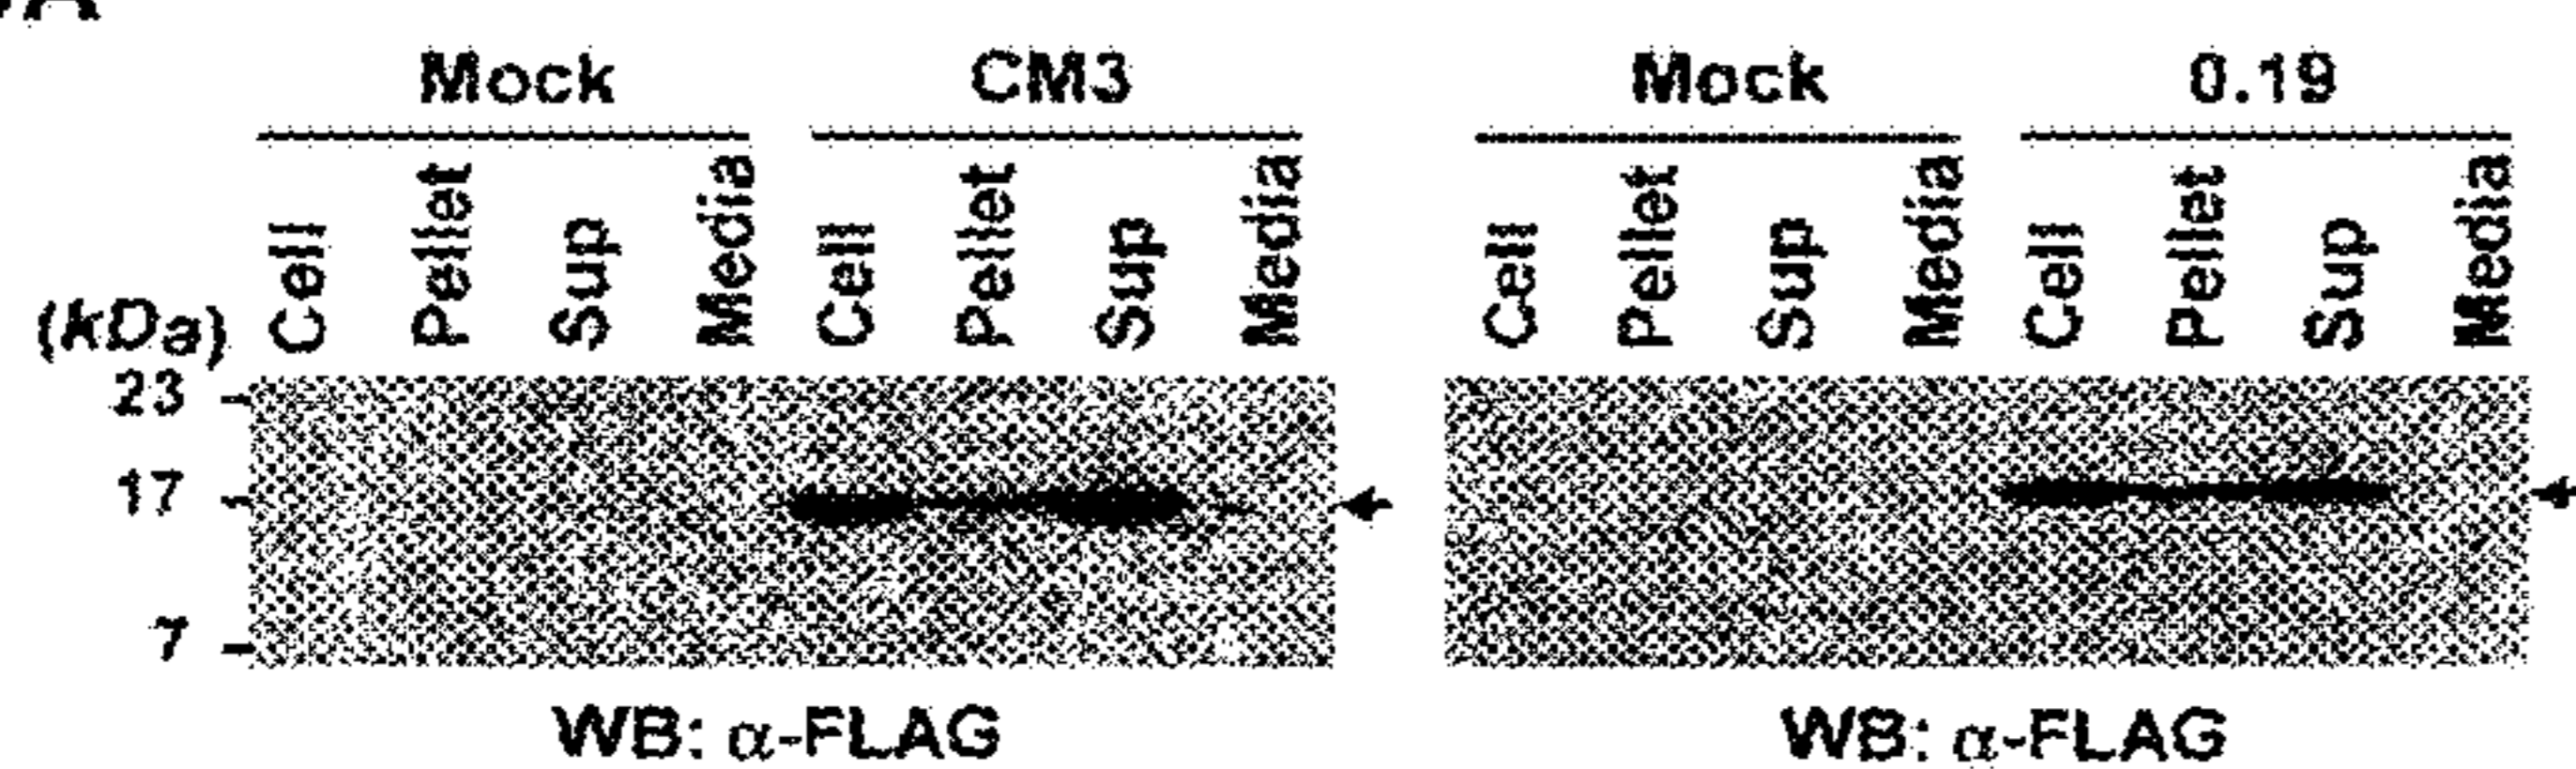 Mock CM3 Mock 0.19
Cell Pellet Sup Media Cell Pellet Sup Media Cell Pellet Sup Media Cell Pellet Sup Media
(kDa)
23
17
7
WB: α-FLAG WB: α-FLAG